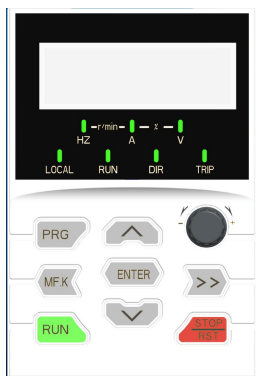 r/min %
HZ A V
LOCAL RUN DIR TRIP
PRG - +
MF.K ENTER >>
RUN STOP
RST